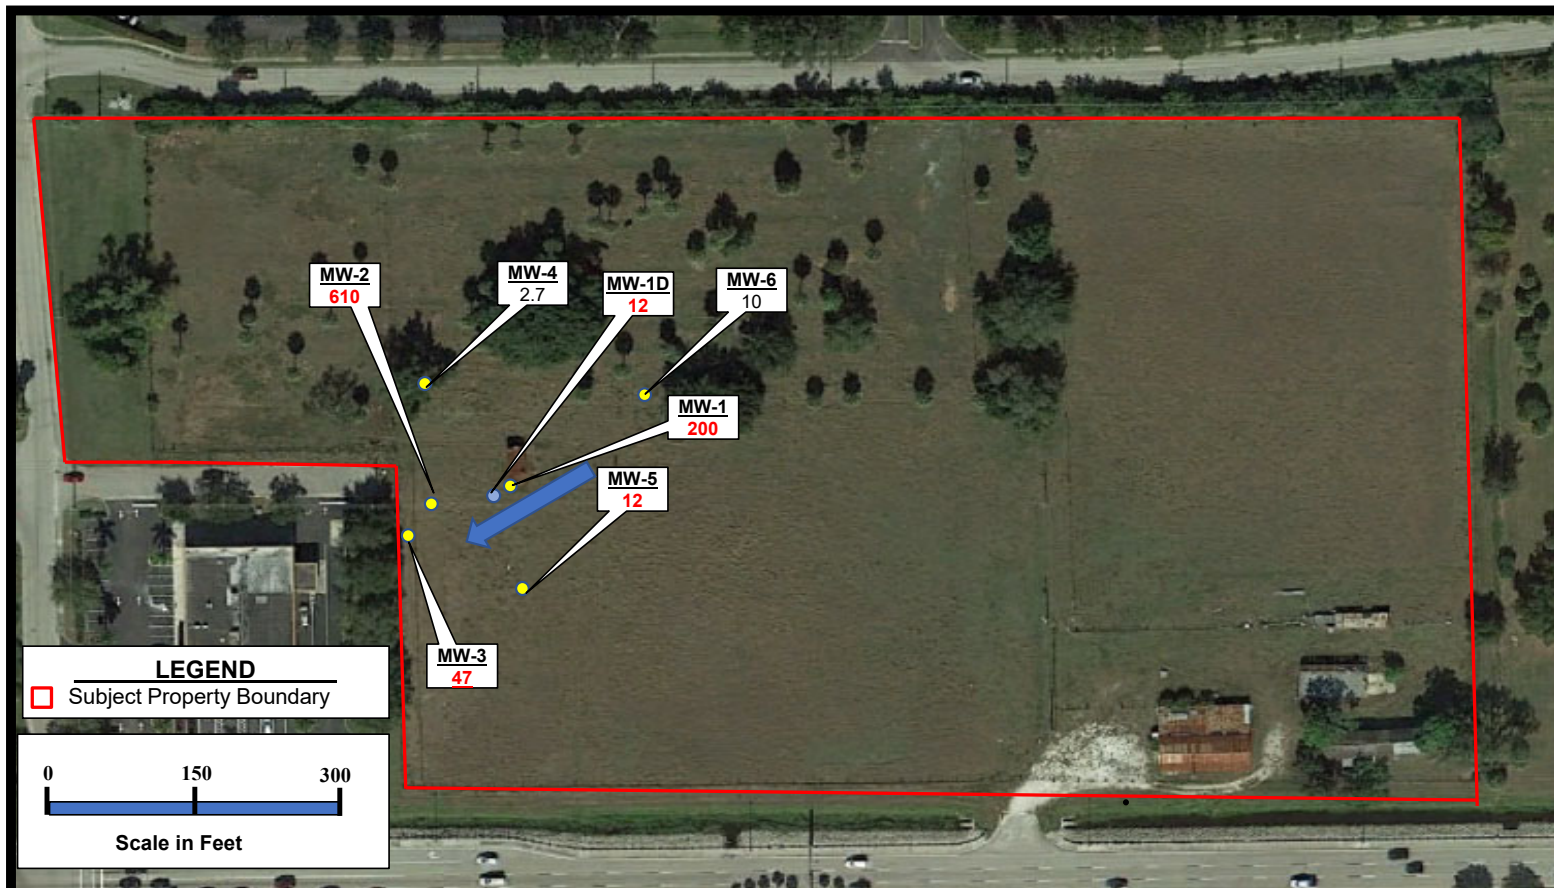 MW-2
610
MW-4
2.7
MW-1D
12
MW-6
10
MW-1
200
MW-5
12
MW-3
47
LEGEND
Subject Property Boundary
0 150 300
Scale in Feet